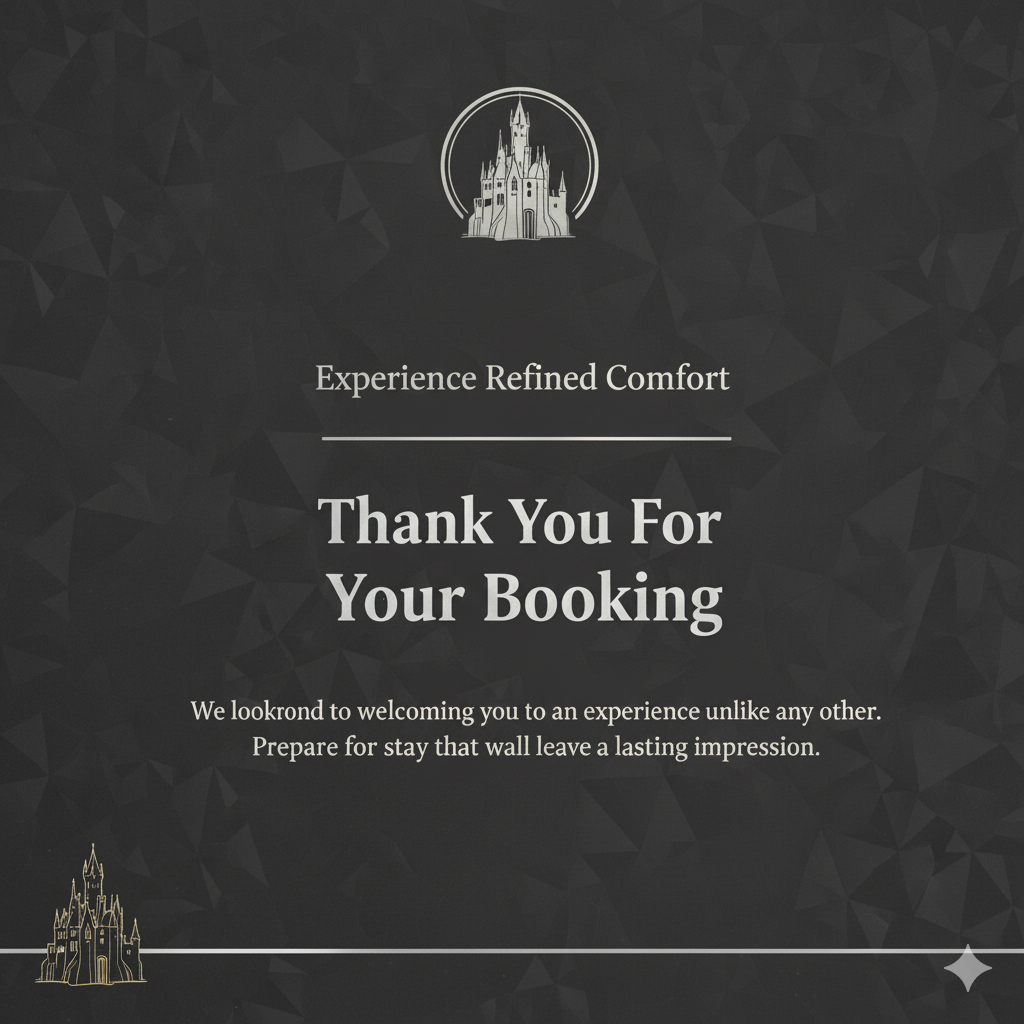 Experience Refined Comfort
Thank You For
Your Booking
We lookrond to welcoming you to an experience unlike any other.
Prepare for stay that wall leave a lasting impression.